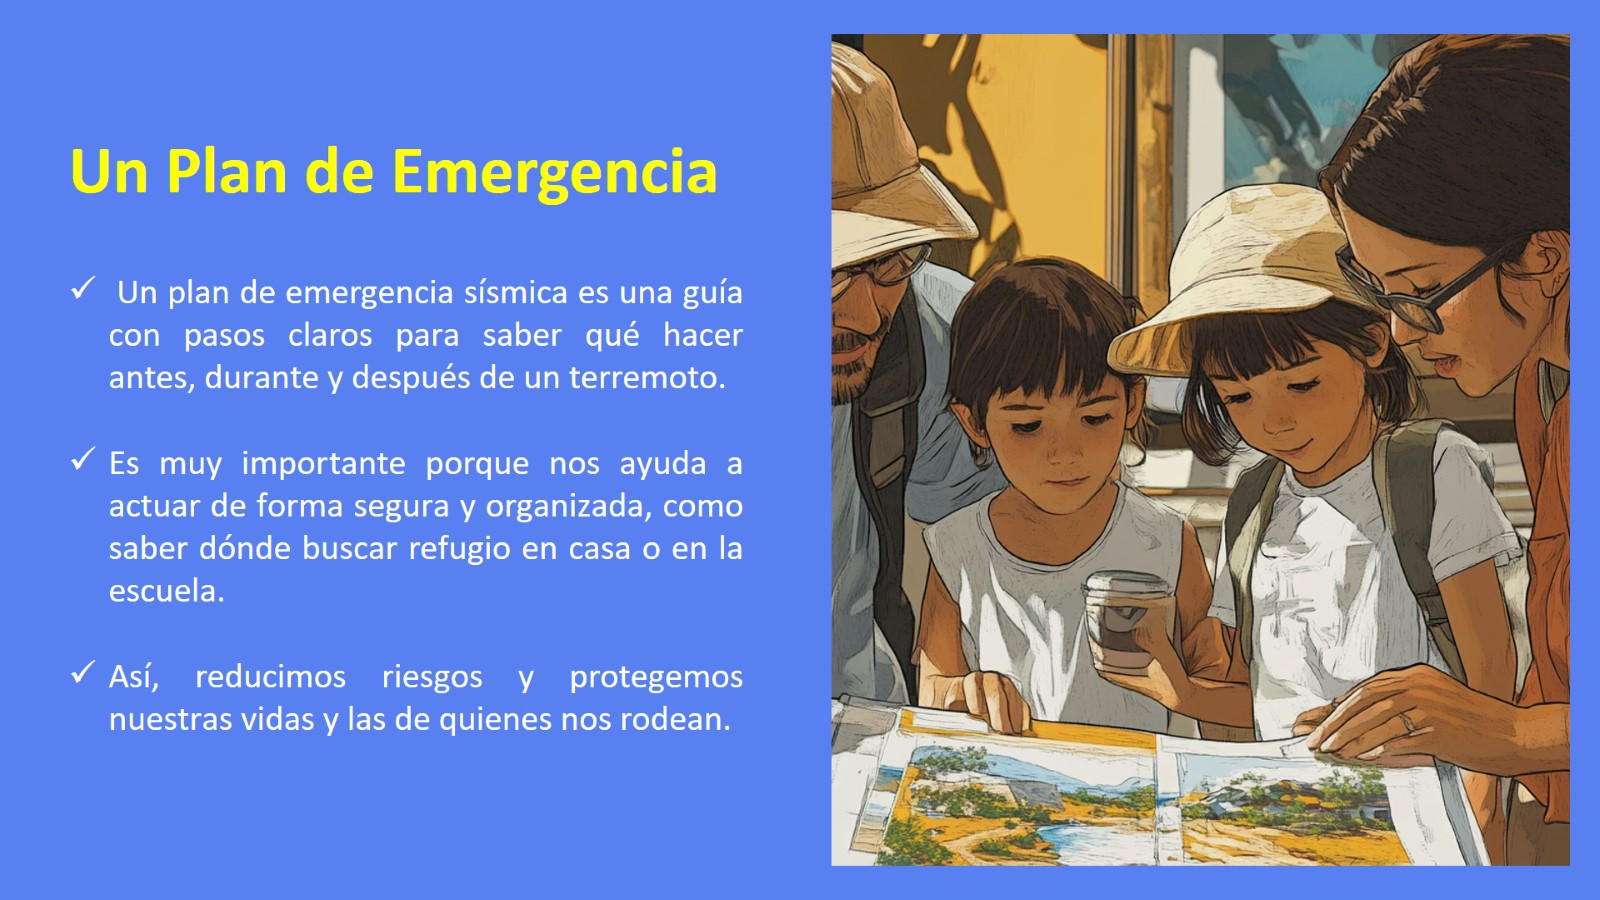 Un Plan de Emergencia
✓ Un plan de emergencia sísmica es una guía
con pasos claros para saber qué hacer
antes, durante y después de un terremoto.
✓ Es muy importante porque nos ayuda a
actuar de forma segura y organizada, como
saber dónde buscar refugio en casa o en la
escuela.
✓ Así, reducimos riesgos y protegemos
nuestras vidas y las de quienes nos rodean.